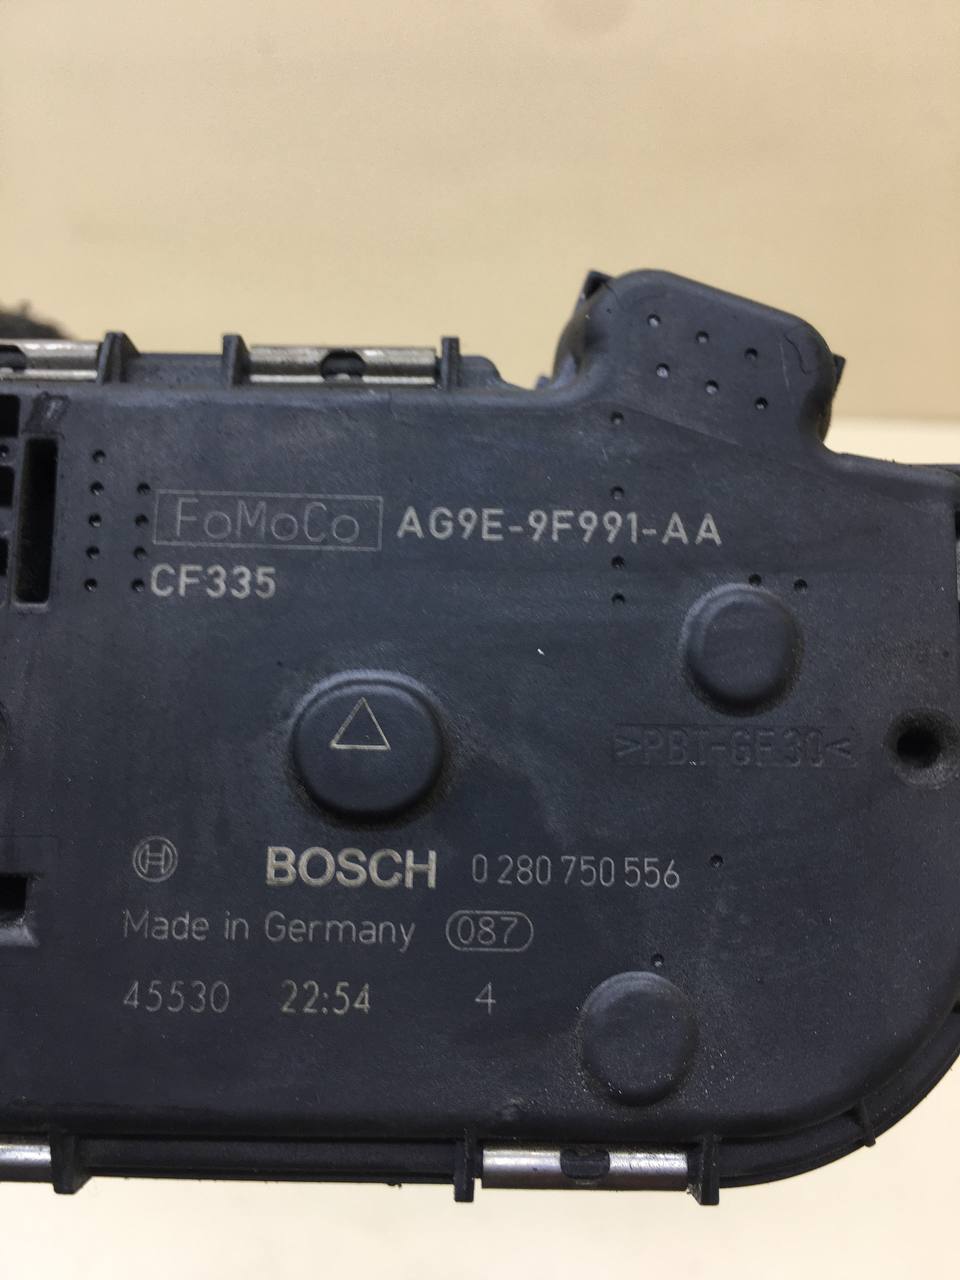 FoMoCo AG9E-9F991-AA
CF335
>PBT-GF30<
BOSCH 0 280 750 556
Made in Germany 087
45530 22:54 4